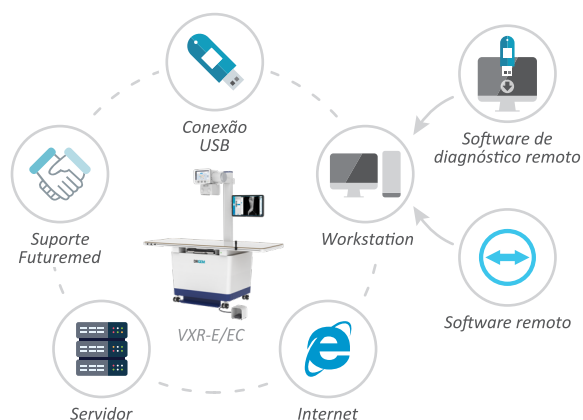 Conexão
USB
Software de
diagnóstico remoto
Suporte
Futuremed
Workstation
VXR-E/EC
Software remoto
Servidor
Internet